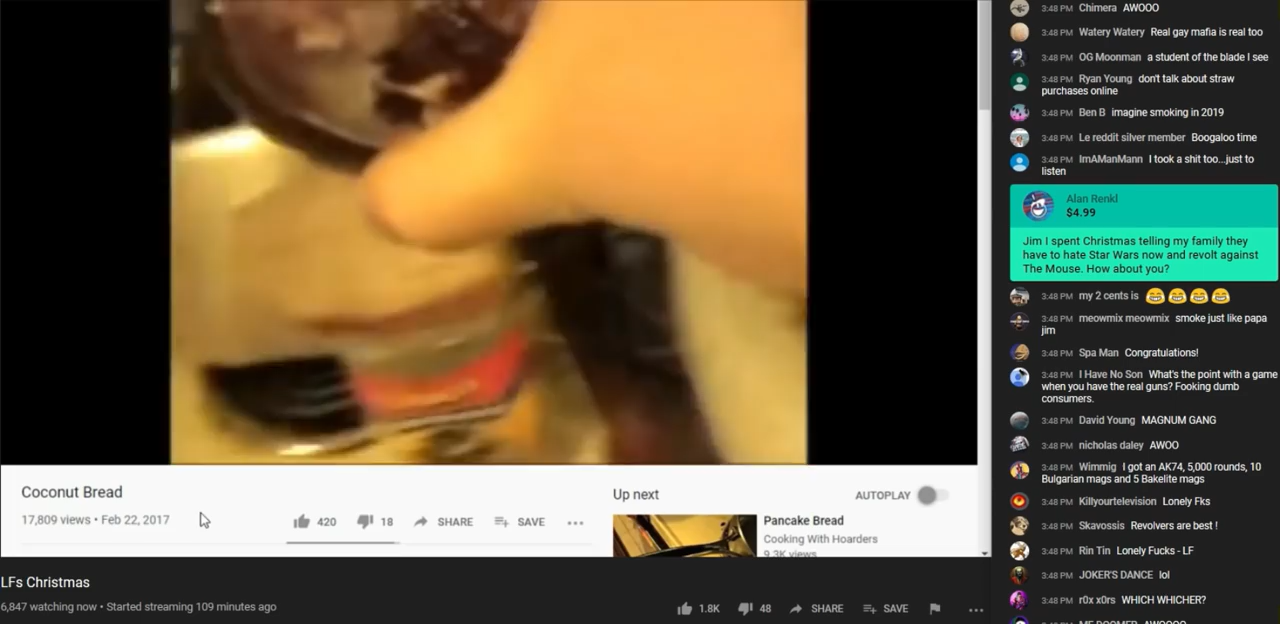 Coconut Bread
17,809 views • Feb 22, 2017
420
18
SHARE
SAVE
Up next
AUTOPLAY
Pancake Bread
Cooking With Hoarders
9.3K views
LFs Christmas
6,847 watching now • Started streaming 109 minutes ago
1.8K
48
SHARE
SAVE
3:48 PM Chimera AWOOO
3:48 PM Watery Watery Real gay mafia is real too
3:48 PM OG Moonman a student of the blade I see
3:48 PM Ryan Young don't talk about straw
purchases online
3:48 PM Ben B imagine smoking in 2019
3:48 PM Le reddit silver member Boogaloo time
3:48 PM ImAManMann I took a shit too...just to
listen
Alan Renkl
$4.99
Jim I spent Christmas telling my family they
have to hate Star Wars now and revolt against
The Mouse. How about you?
3:48 PM my 2 cents is 😂😂😂😂
3:48 PM meowmix meowmix smoke just like papa
jim
3:48 PM Spa Man Congratulations!
3:48 PM I Have No Son What's the point with a game
when you have the real guns? Fooking dumb
consumers.
3:48 PM David Young MAGNUM GANG
3:48 PM nicholas daley AWOO
3:48 PM Wimmig I got an AK74, 5,000 rounds, 10
Bulgarian mags and 5 Bakelite mags
3:48 PM Killyourtelevision Lonely Fks
3:48 PM Skavossis Revolvers are best !
3:48 PM Rin Tin Lonely Fucks - LF
3:48 PM JOKER'S DANCE lol
3:48 PM r0x x0rs WHICH WHICHER?